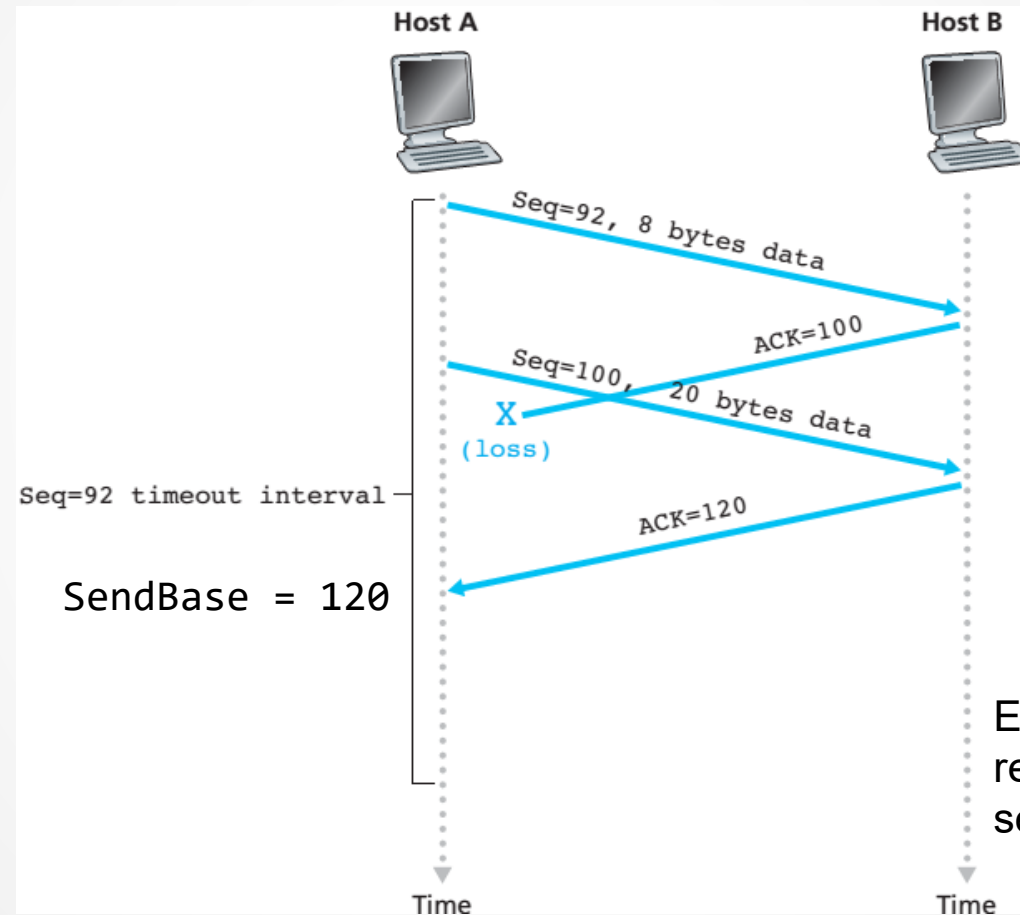 Host A
Host B
Seq=92, 8 bytes data
ACK=100
Seq=100, 20 bytes data
X
(loss)
Seq=92 timeout interval
ACK=120
SendBase = 120
Time
Time